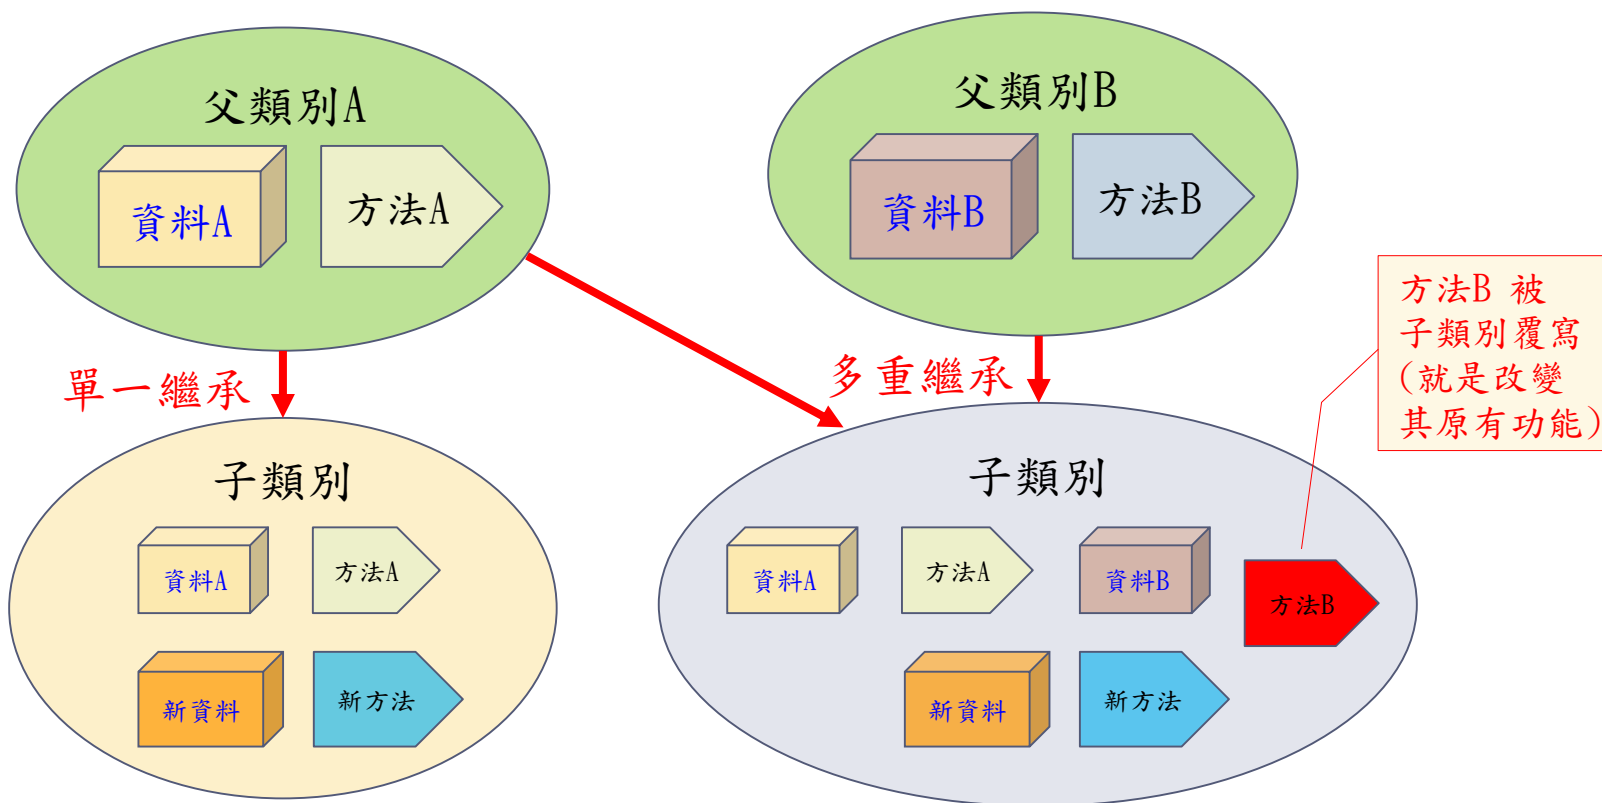 父類別A
資料A
方法A
父類別B
資料B
方法B
方法B 被
子類別覆寫
(就是改變
其原有功能)
單一繼承
多重繼承
子類別
資料A
方法A
新資料
新方法
子類別
資料A
方法A
資料B
方法B
新資料
新方法